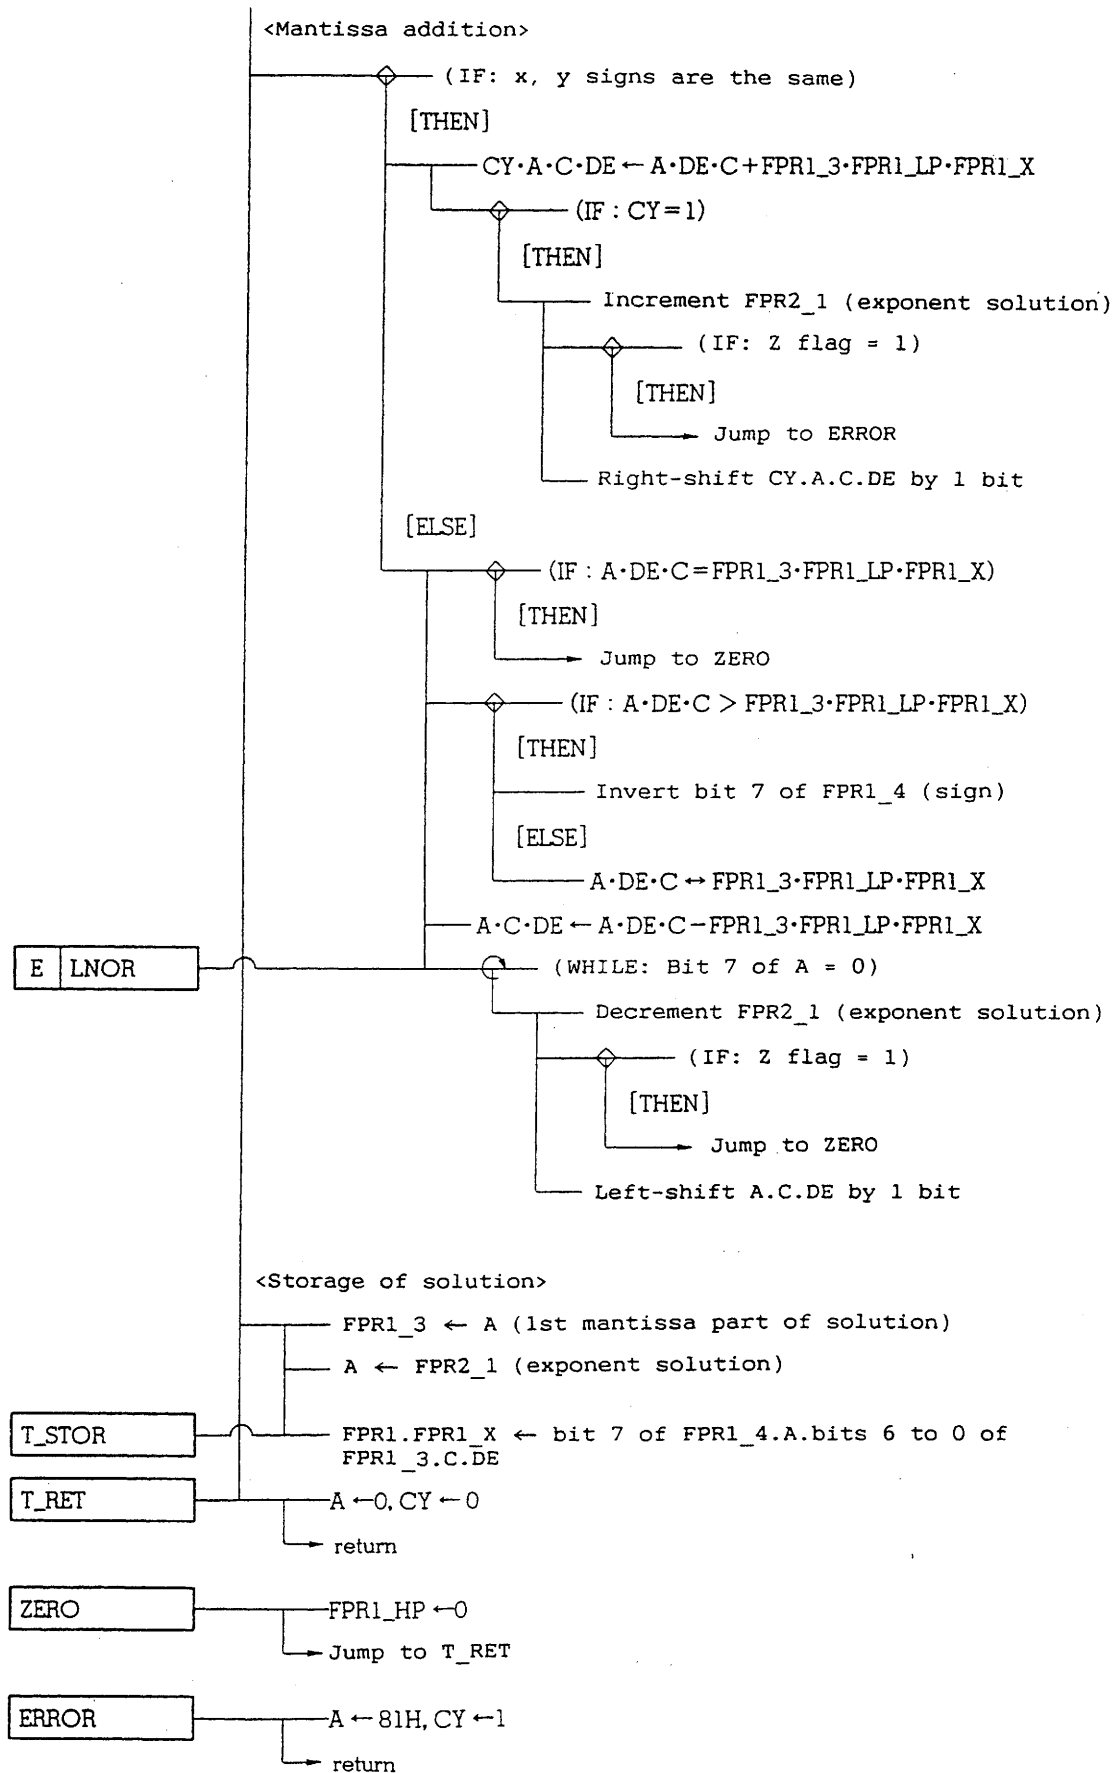 <Mantissa addition>
(IF: x, y signs are the same)
[THEN]
CY·A·C·DE ← A·DE·C+FPR1_3·FPR1_LP·FPR1_X
(IF : CY=1)
[THEN]
Increment FPR2_1 (exponent solution)
(IF: Z flag = 1)
[THEN]
Jump to ERROR
Right-shift CY.A.C.DE by 1 bit
[ELSE]
(IF : A·DE·C=FPR1_3·FPR1_LP·FPR1_X)
[THEN]
Jump to ZERO
(IF : A·DE·C > FPR1_3·FPR1_LP·FPR1_X)
[THEN]
Invert bit 7 of FPR1_4 (sign)
[ELSE]
A·DE·C ↔ FPR1_3·FPR1_LP·FPR1_X
A·C·DE ← A·DE·C−FPR1_3·FPR1_LP·FPR1_X
E LNOR
(WHILE: Bit 7 of A = 0)
Decrement FPR2_1 (exponent solution)
(IF: Z flag = 1)
[THEN]
Jump to ZERO
Left-shift A.C.DE by 1 bit
<Storage of solution>
FPR1_3 ← A (1st mantissa part of solution)
A ← FPR2_1 (exponent solution)
T_STOR
FPR1.FPR1_X ← bit 7 of FPR1_4.A.bits 6 to 0 of
FPR1_3.C.DE
T_RET
A ←0, CY ←0
return
ZERO
FPR1_HP ←0
Jump to T_RET
ERROR
A ←81H, CY ←1
return